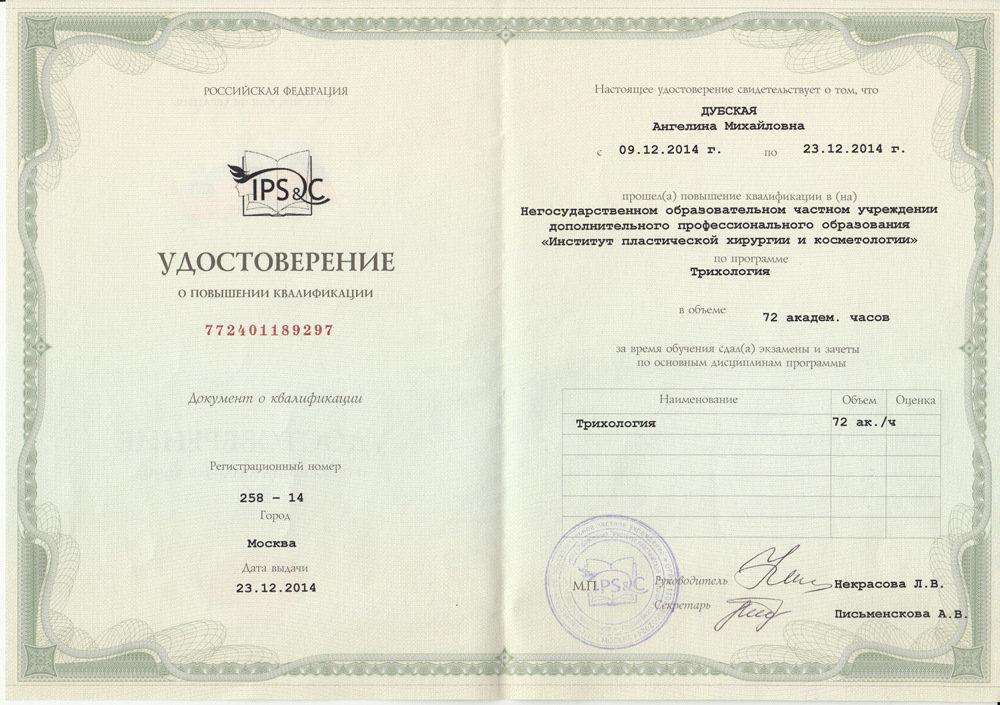 РОССИЙСКАЯ ФЕДЕРАЦИЯ
IPS&C
УДОСТОВЕРЕНИЕ
О ПОВЫШЕНИИ КВАЛИФИКАЦИИ
772401189297
Документ о квалификации
Регистрационный номер
258 – 14
Город
Москва
Дата выдачи
23.12.2014
Настоящее удостоверение свидетельствует о том, что
ДУБСКАЯ
Ангелина Михайловна
с 09.12.2014 г. по 23.12.2014 г.
прошел(а) повышение квалификации в (на)
Негосударственном образовательном частном учреждении
дополнительного профессионального образования
«Институт пластической хирургии и косметологии»
по программе
Трихология
в объеме 72 академ. часов
за время обучения сдал(а) экзамены и зачеты
по основным дисциплинам программы
Наименование Объем Оценка
Трихология 72 ак./ч
М.П. IPS&C
Руководитель Некрасова Л.В.
Секретарь Письменскова А.В.